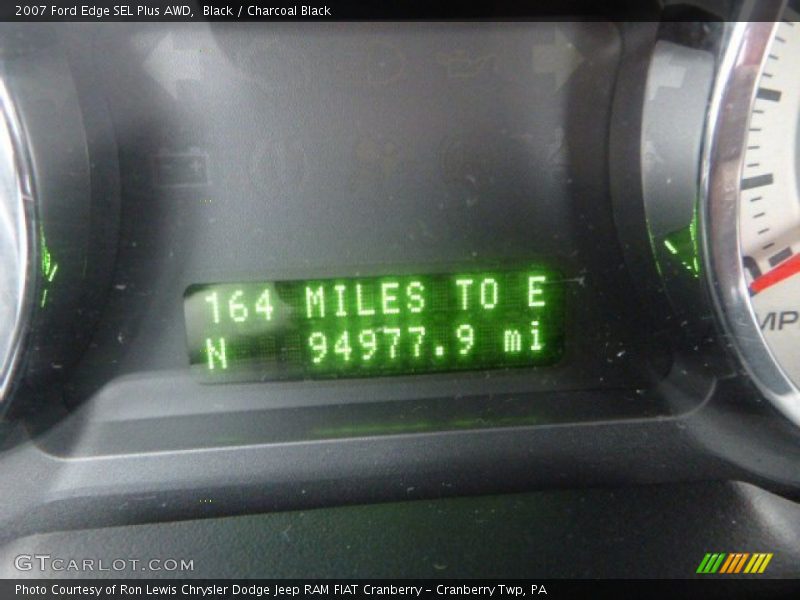 2007 Ford Edge SEL Plus AWD, Black / Charcoal Black
164 MILES TO E
N 94977.9 mi
MP
GTCARLOT.COM
Photo Courtesy of Ron Lewis Chrysler Dodge Jeep RAM FIAT Cranberry – Cranberry Twp, PA